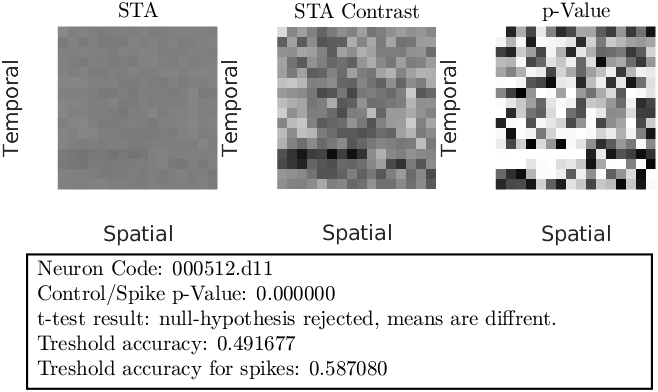 STA
STA Contrast
p-Value
Temporal
Temporal
Temporal
Spatial
Spatial
Spatial
Neuron Code: 000512.d11
Control/Spike p-Value: 0.000000
t-test result: null-hypothesis rejected, means are diffrent.
Treshold accuracy: 0.491677
Treshold accuracy for spikes: 0.587080